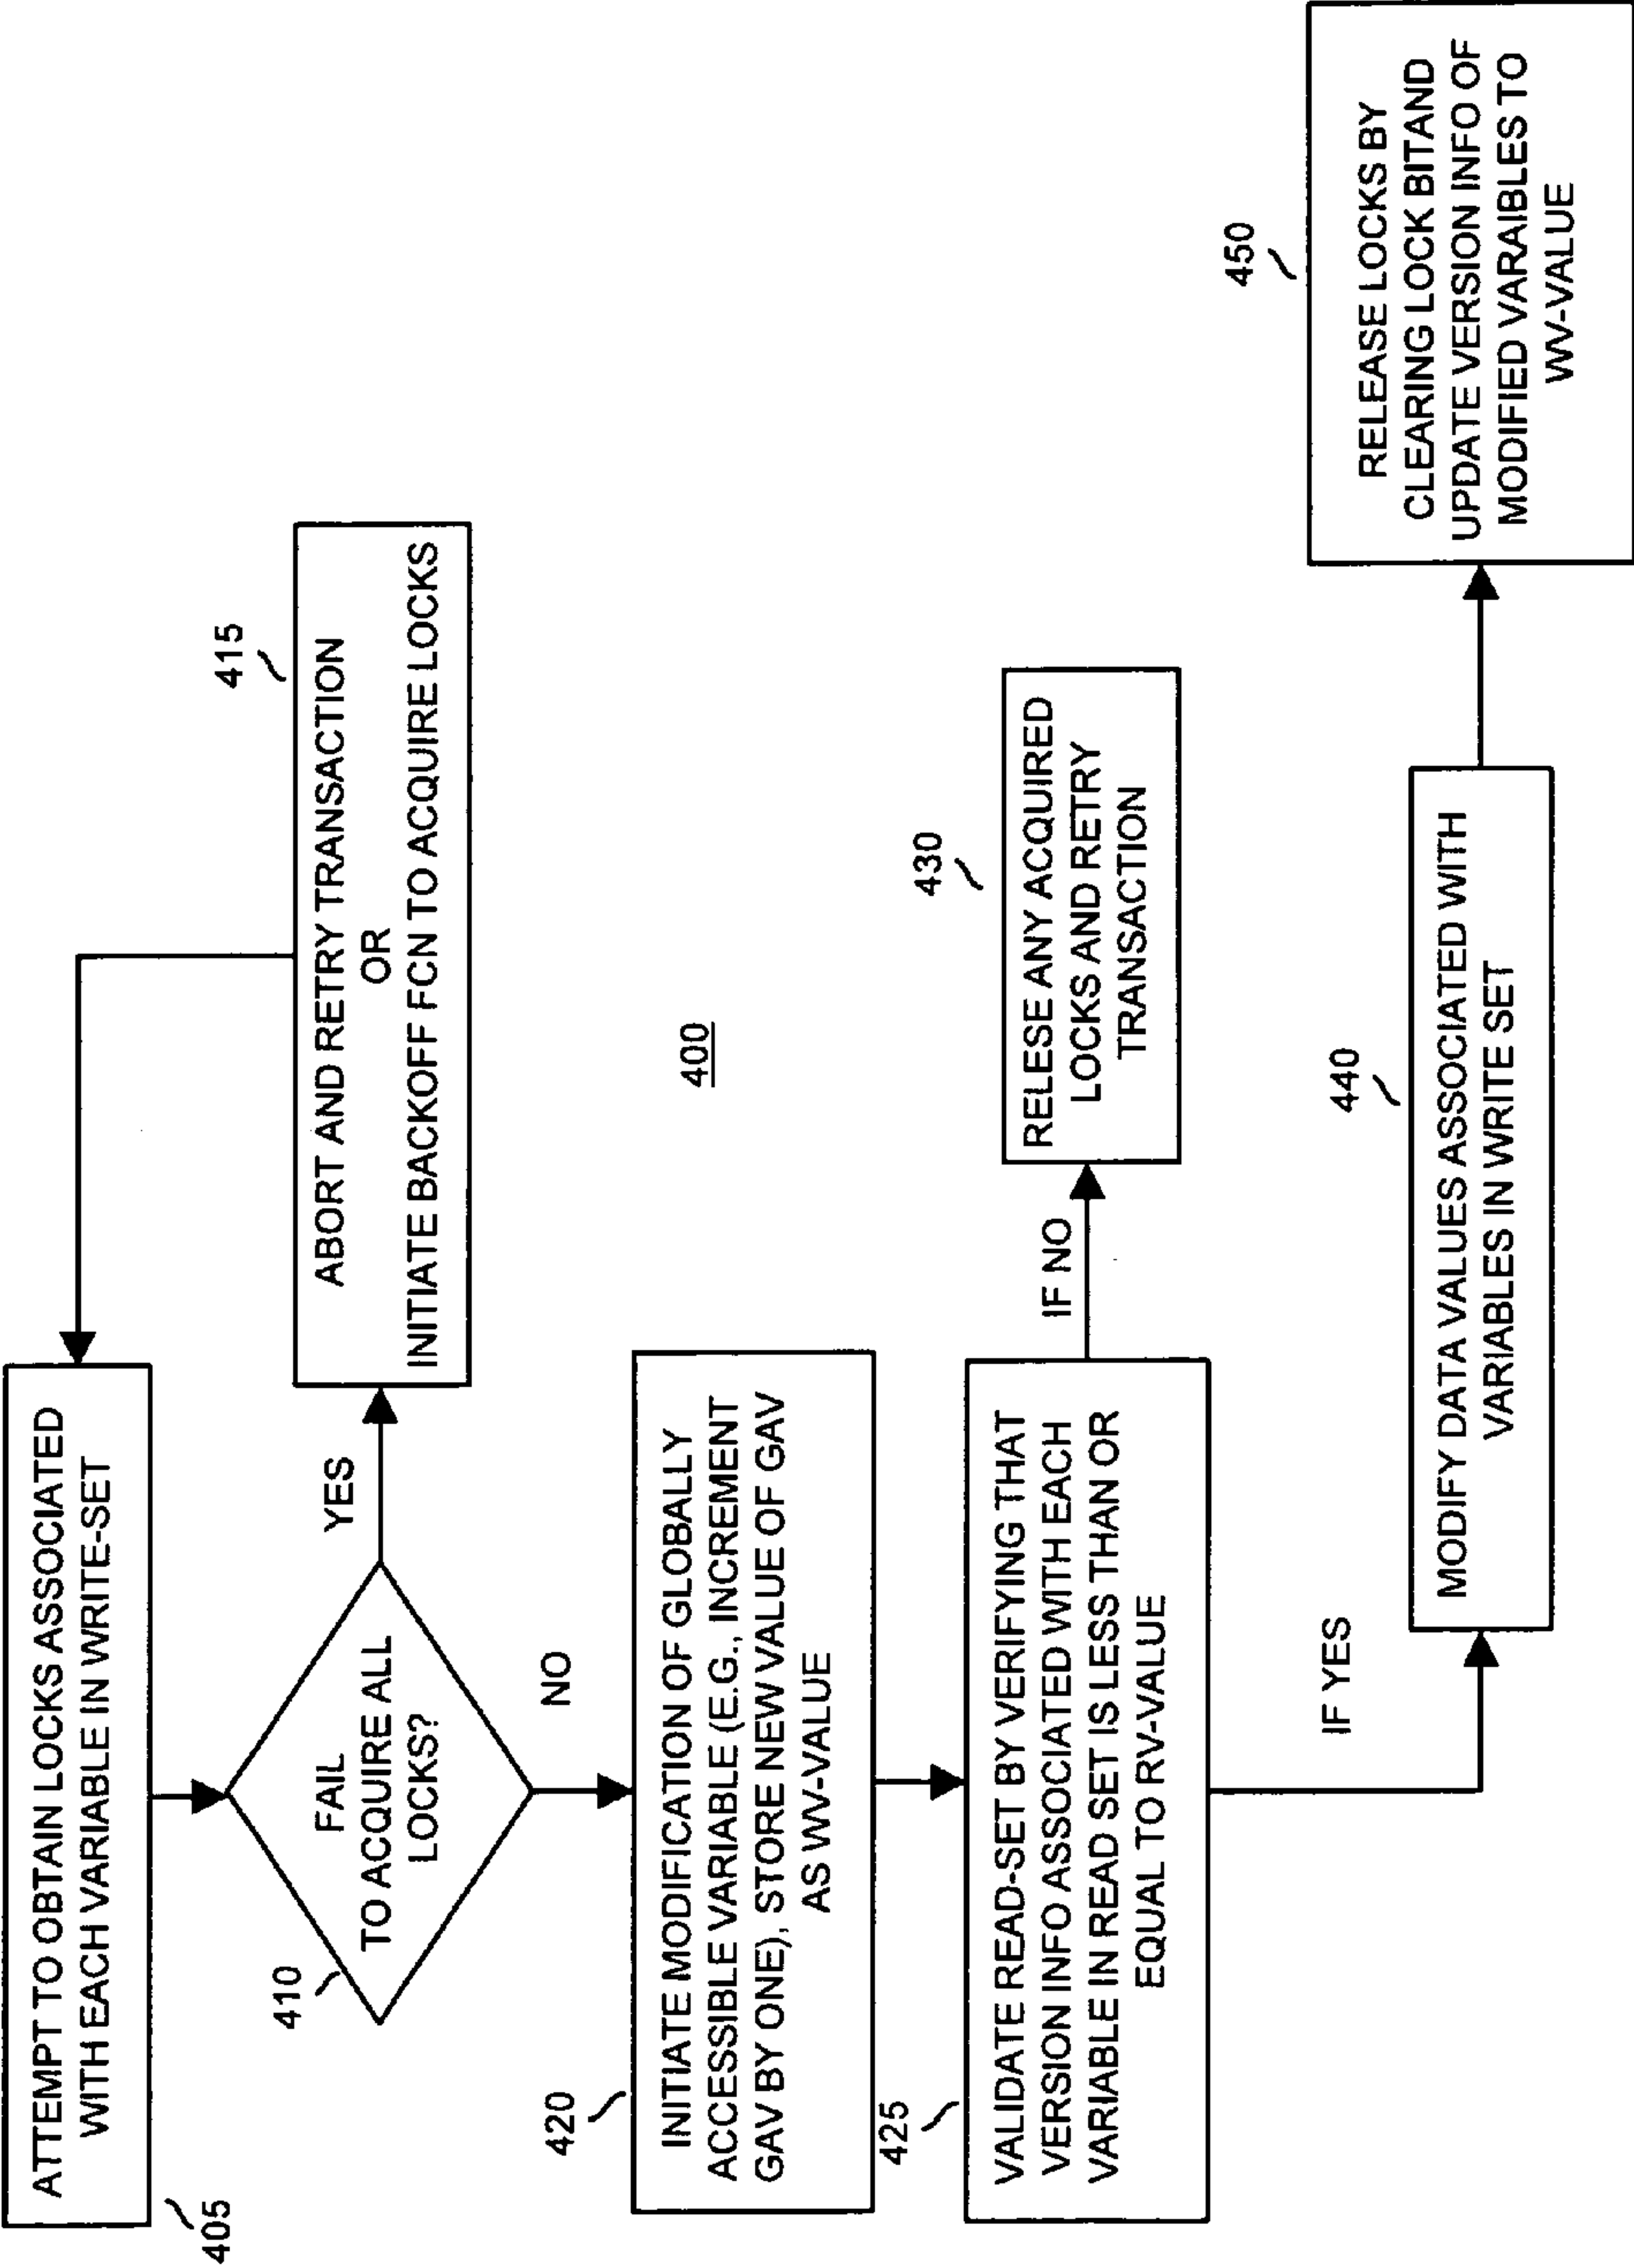 405
ATTEMPT TO OBTAIN LOCKS ASSOCIATED
WITH EACH VARIABLE IN WRITE-SET
410
FAIL
TO ACQUIRE ALL
LOCKS?
YES
415
ABORT AND RETRY TRANSACTION
OR
INITIATE BACKOFF FCN TO ACQUIRE LOCKS
NO
400
420
INITIATE MODIFICATION OF GLOBALLY
ACCESSIBLE VARIABLE (E.G., INCREMENT
GAV BY ONE), STORE NEW VALUE OF GAV
AS WV-VALUE
425
VALIDATE READ-SET BY VERIFYING THAT
VERSION INFO ASSOCIATED WITH EACH
VARIABLE IN READ SET IS LESS THAN OR
EQUAL TO RV-VALUE
IF NO
430
RELESE ANY ACQUIRED
LOCKS AND RETRY
TRANSACTION
IF YES
440
MODIFY DATA VALUES ASSOCIATED WITH
VARIABLES IN WRITE SET
450
RELEASE LOCKS BY
CLEARING LOCK BITAND
UPDATE VERSION INFO OF
MODIFIED VARAIBLES TO
WV-VALUE